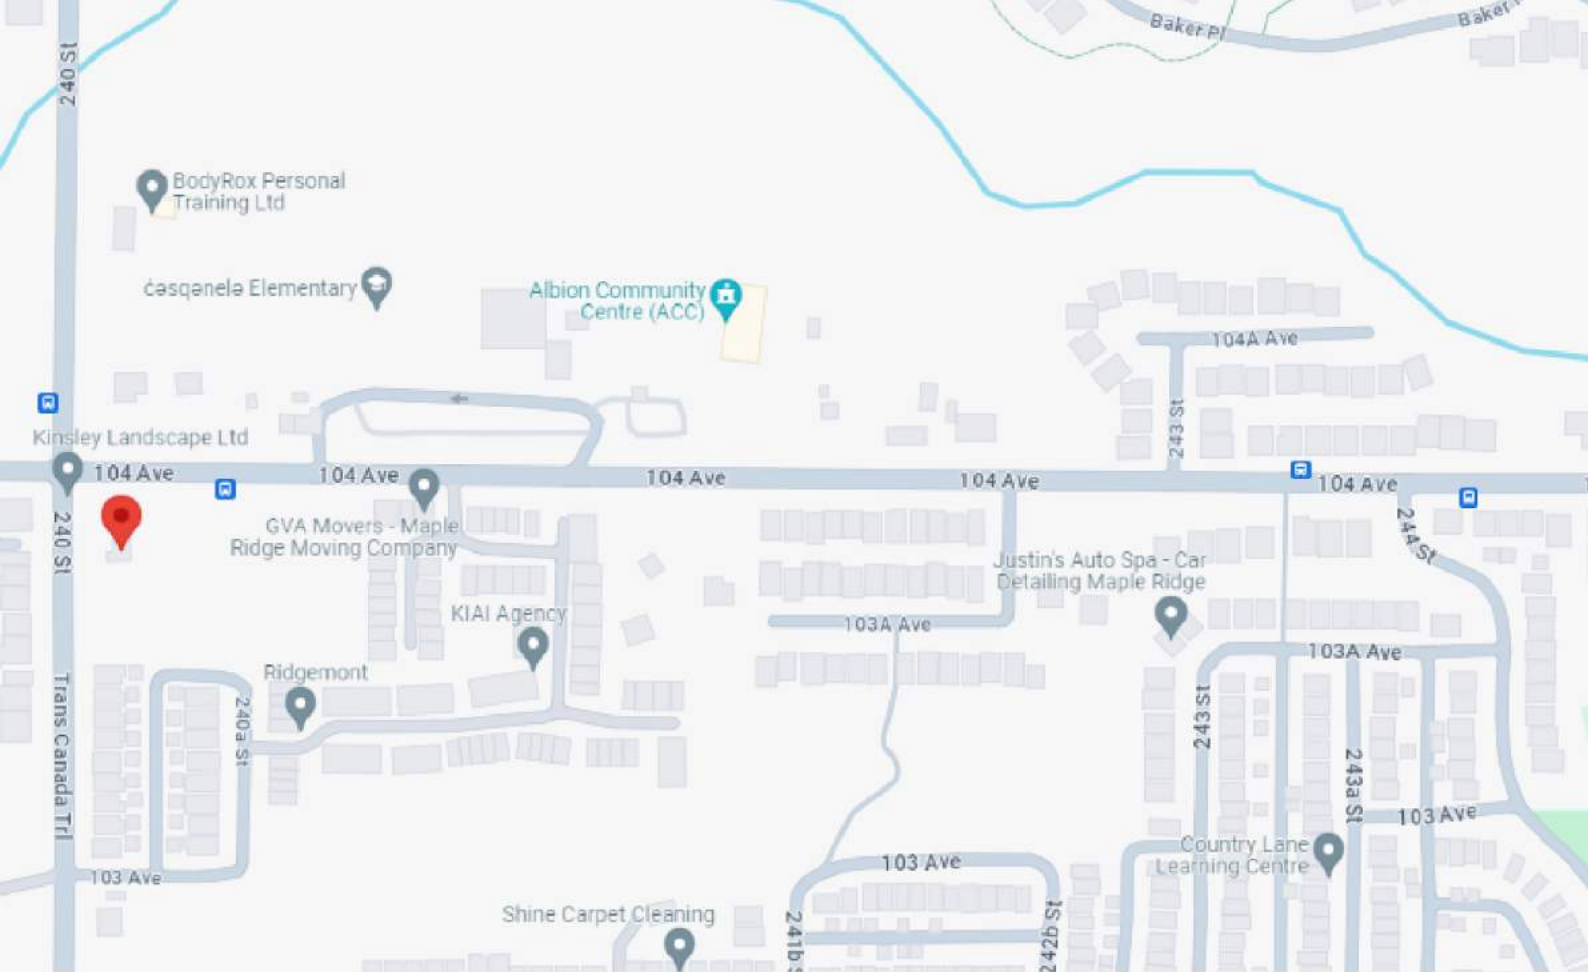 Baker Pl
Baker
240 St
BodyRox Personal
Training Ltd
c̓əsqənelə Elementary
Albion Community
Centre (ACC)
104A Ave
243 St
Kinsley Landscape Ltd
104 Ave
104 Ave
104 Ave
104 Ave
104 Ave
240 St
GVA Movers - Maple
Ridge Moving Company
244 St
Justin's Auto Spa - Car
Detailing Maple Ridge
KIAI Agency
103A Ave
103A Ave
Ridgemont
Trans Canada Trl
240a St
243 St
243a St
103 Ave
Country Lane
Learning Centre
103 Ave
103 Ave
Shine Carpet Cleaning
241b S
242b St